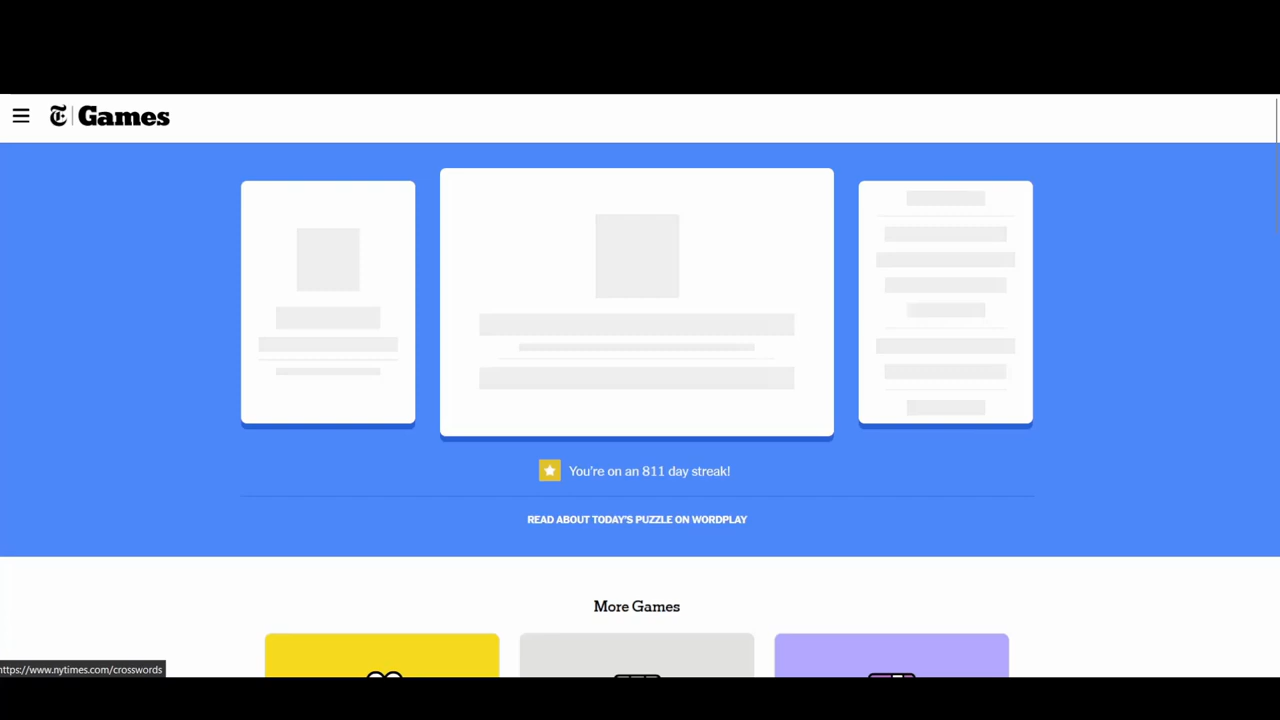 T Games
You're on an 811 day streak!
READ ABOUT TODAY'S PUZZLE ON WORDPLAY
More Games
https://www.nytimes.com/crosswords